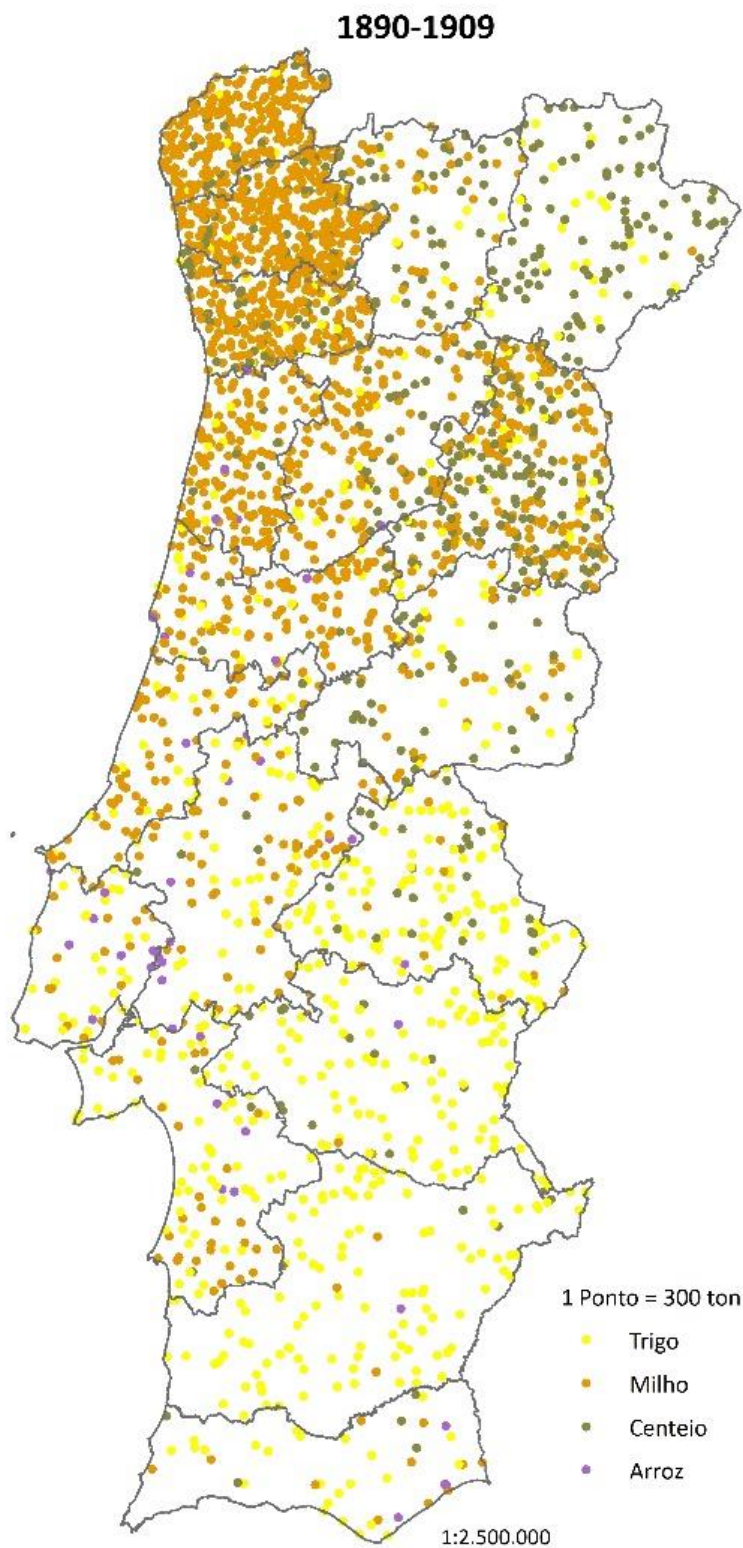 1890-1909
1 Ponto = 300 ton
Trigo
Milho
Centeio
Arroz
1:2.500.000